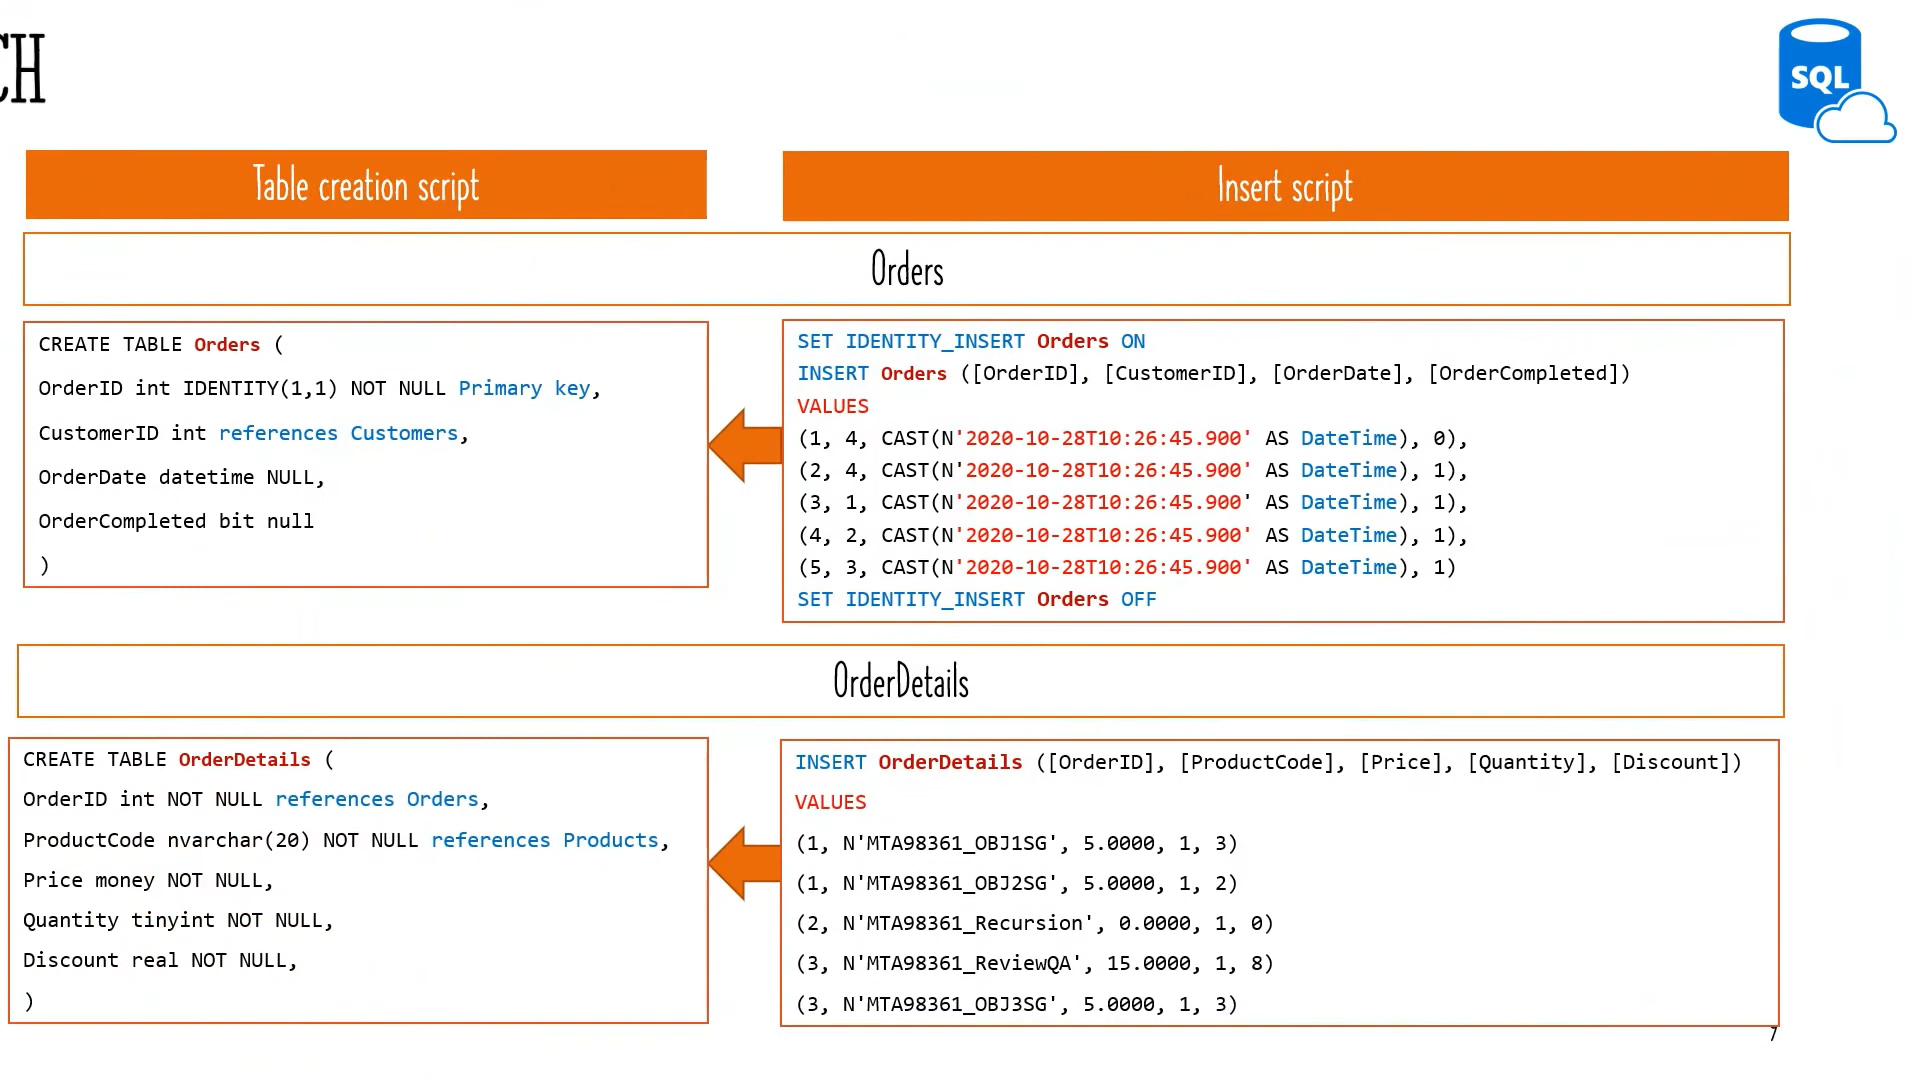 CH
SQL
Table creation script
Insert script
Orders
CREATE TABLE Orders (
OrderID int IDENTITY(1,1) NOT NULL Primary key,
CustomerID int references Customers,
OrderDate datetime NULL,
OrderCompleted bit null
)
SET IDENTITY_INSERT Orders ON
INSERT Orders ([OrderID], [CustomerID], [OrderDate], [OrderCompleted])
VALUES
(1, 4, CAST(N'2020-10-28T10:26:45.900' AS DateTime), 0),
(2, 4, CAST(N'2020-10-28T10:26:45.900' AS DateTime), 1),
(3, 1, CAST(N'2020-10-28T10:26:45.900' AS DateTime), 1),
(4, 2, CAST(N'2020-10-28T10:26:45.900' AS DateTime), 1),
(5, 3, CAST(N'2020-10-28T10:26:45.900' AS DateTime), 1)
SET IDENTITY_INSERT Orders OFF
OrderDetails
CREATE TABLE OrderDetails (
OrderID int NOT NULL references Orders,
ProductCode nvarchar(20) NOT NULL references Products,
Price money NOT NULL,
Quantity tinyint NOT NULL,
Discount real NOT NULL,
)
INSERT OrderDetails ([OrderID], [ProductCode], [Price], [Quantity], [Discount])
VALUES
(1, N'MTA98361_OBJ1SG', 5.0000, 1, 3)
(1, N'MTA98361_OBJ2SG', 5.0000, 1, 2)
(2, N'MTA98361_Recursion', 0.0000, 1, 0)
(3, N'MTA98361_ReviewQA', 15.0000, 1, 8)
(3, N'MTA98361_OBJ3SG', 5.0000, 1, 3)
7